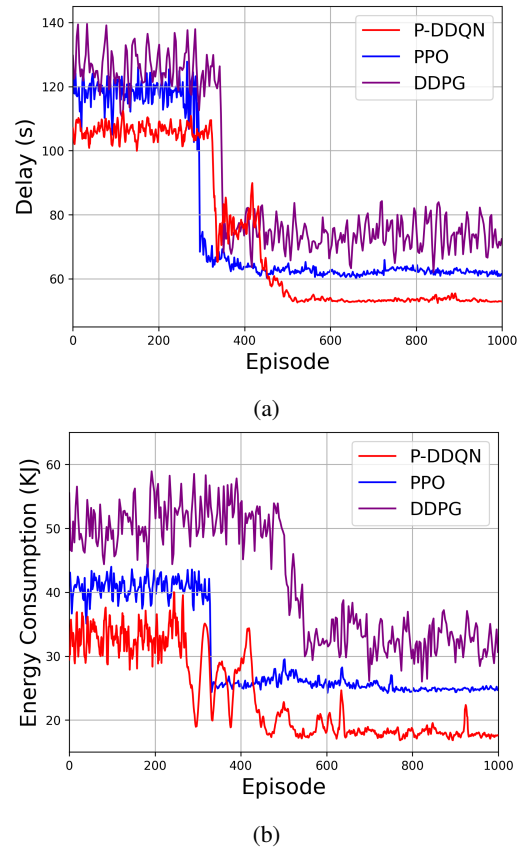 140
120
100
80
60
Delay (s)
P-DDQN
PPO
DDPG
0 200 400 600 800 1000
Episode
(a)
60
50
40
30
20
Energy Consumption (KJ)
P-DDQN
PPO
DDPG
0 200 400 600 800 1000
Episode
(b)